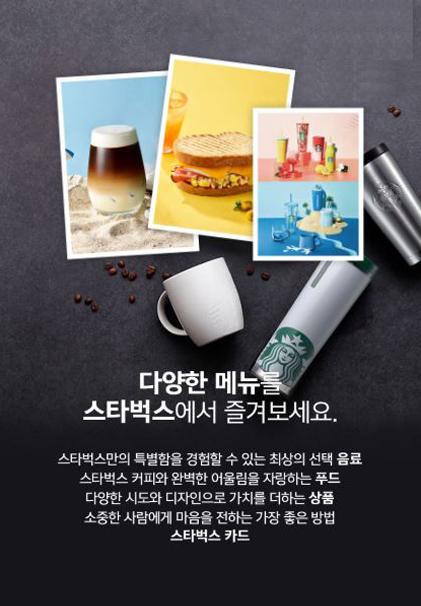 다양한 메뉴를
스타벅스에서 즐겨보세요.
스타벅스만의 특별함을 경험할 수 있는 최상의 선택 음료
스타벅스 커피와 완벽한 어울림을 자랑하는 푸드
다양한 시도와 디자인으로 가치를 더하는 상품
소중한 사람에게 마음을 전하는 가장 좋은 방법
스타벅스 카드